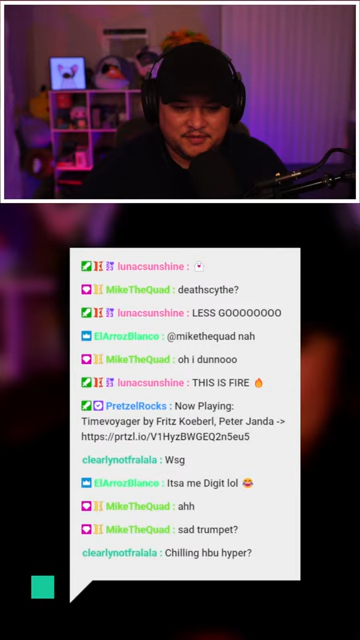 lunacsunshine :
MikeTheQuad : deathscythe?
lunacsunshine : LESS GOOOOOOOO
ElArrozBlanco : @mikethequad nah
MikeTheQuad : oh i dunnooo
lunacsunshine : THIS IS FIRE 🔥
PretzelRocks : Now Playing:
Timevoyager by Fritz Koeberl, Peter Janda ->
https://prtzl.io/V1HyzBWGEQ2n5eu5
clearlynotfralala : Wsg
ElArrozBlanco : Itsa me Digit lol 😂
MikeTheQuad : ahh
MikeTheQuad : sad trumpet?
clearlynotfralala : Chilling hbu hyper?